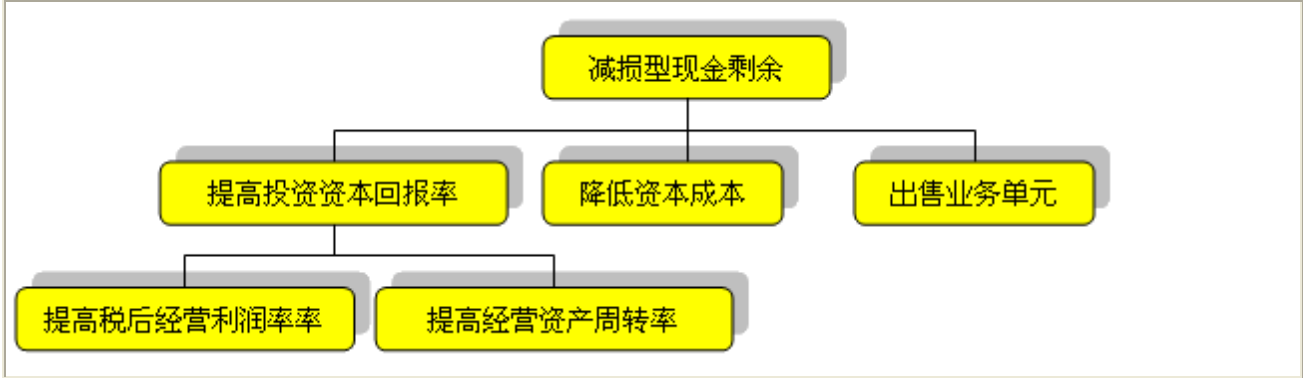 减损型现金剩余
提高投资资本回报率
降低资本成本
出售业务单元
提高税后经营利润率率
提高经营资产周转率